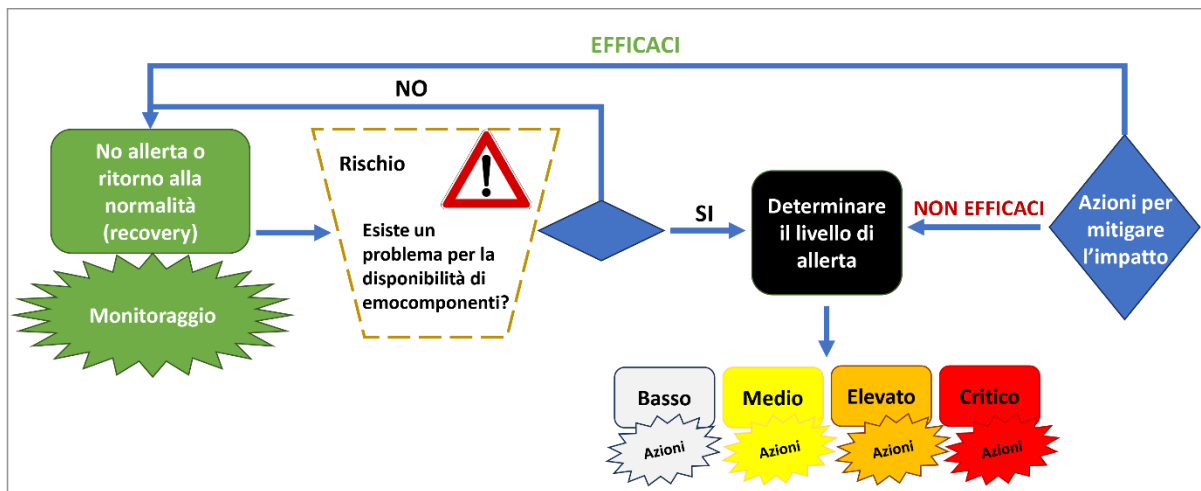 EFFICACI
NO
No allerta o
ritorno alla
normalità
(recovery)
Monitoraggio
Rischio
!
Esiste un
problema per la
disponibilità di
emocomponenti?
SI
Determinare
il livello di
allerta
NON EFFICACI
Azioni per
mitigare
l'impatto
Basso
Azioni
Medio
Azioni
Elevato
Azioni
Critico
Azioni